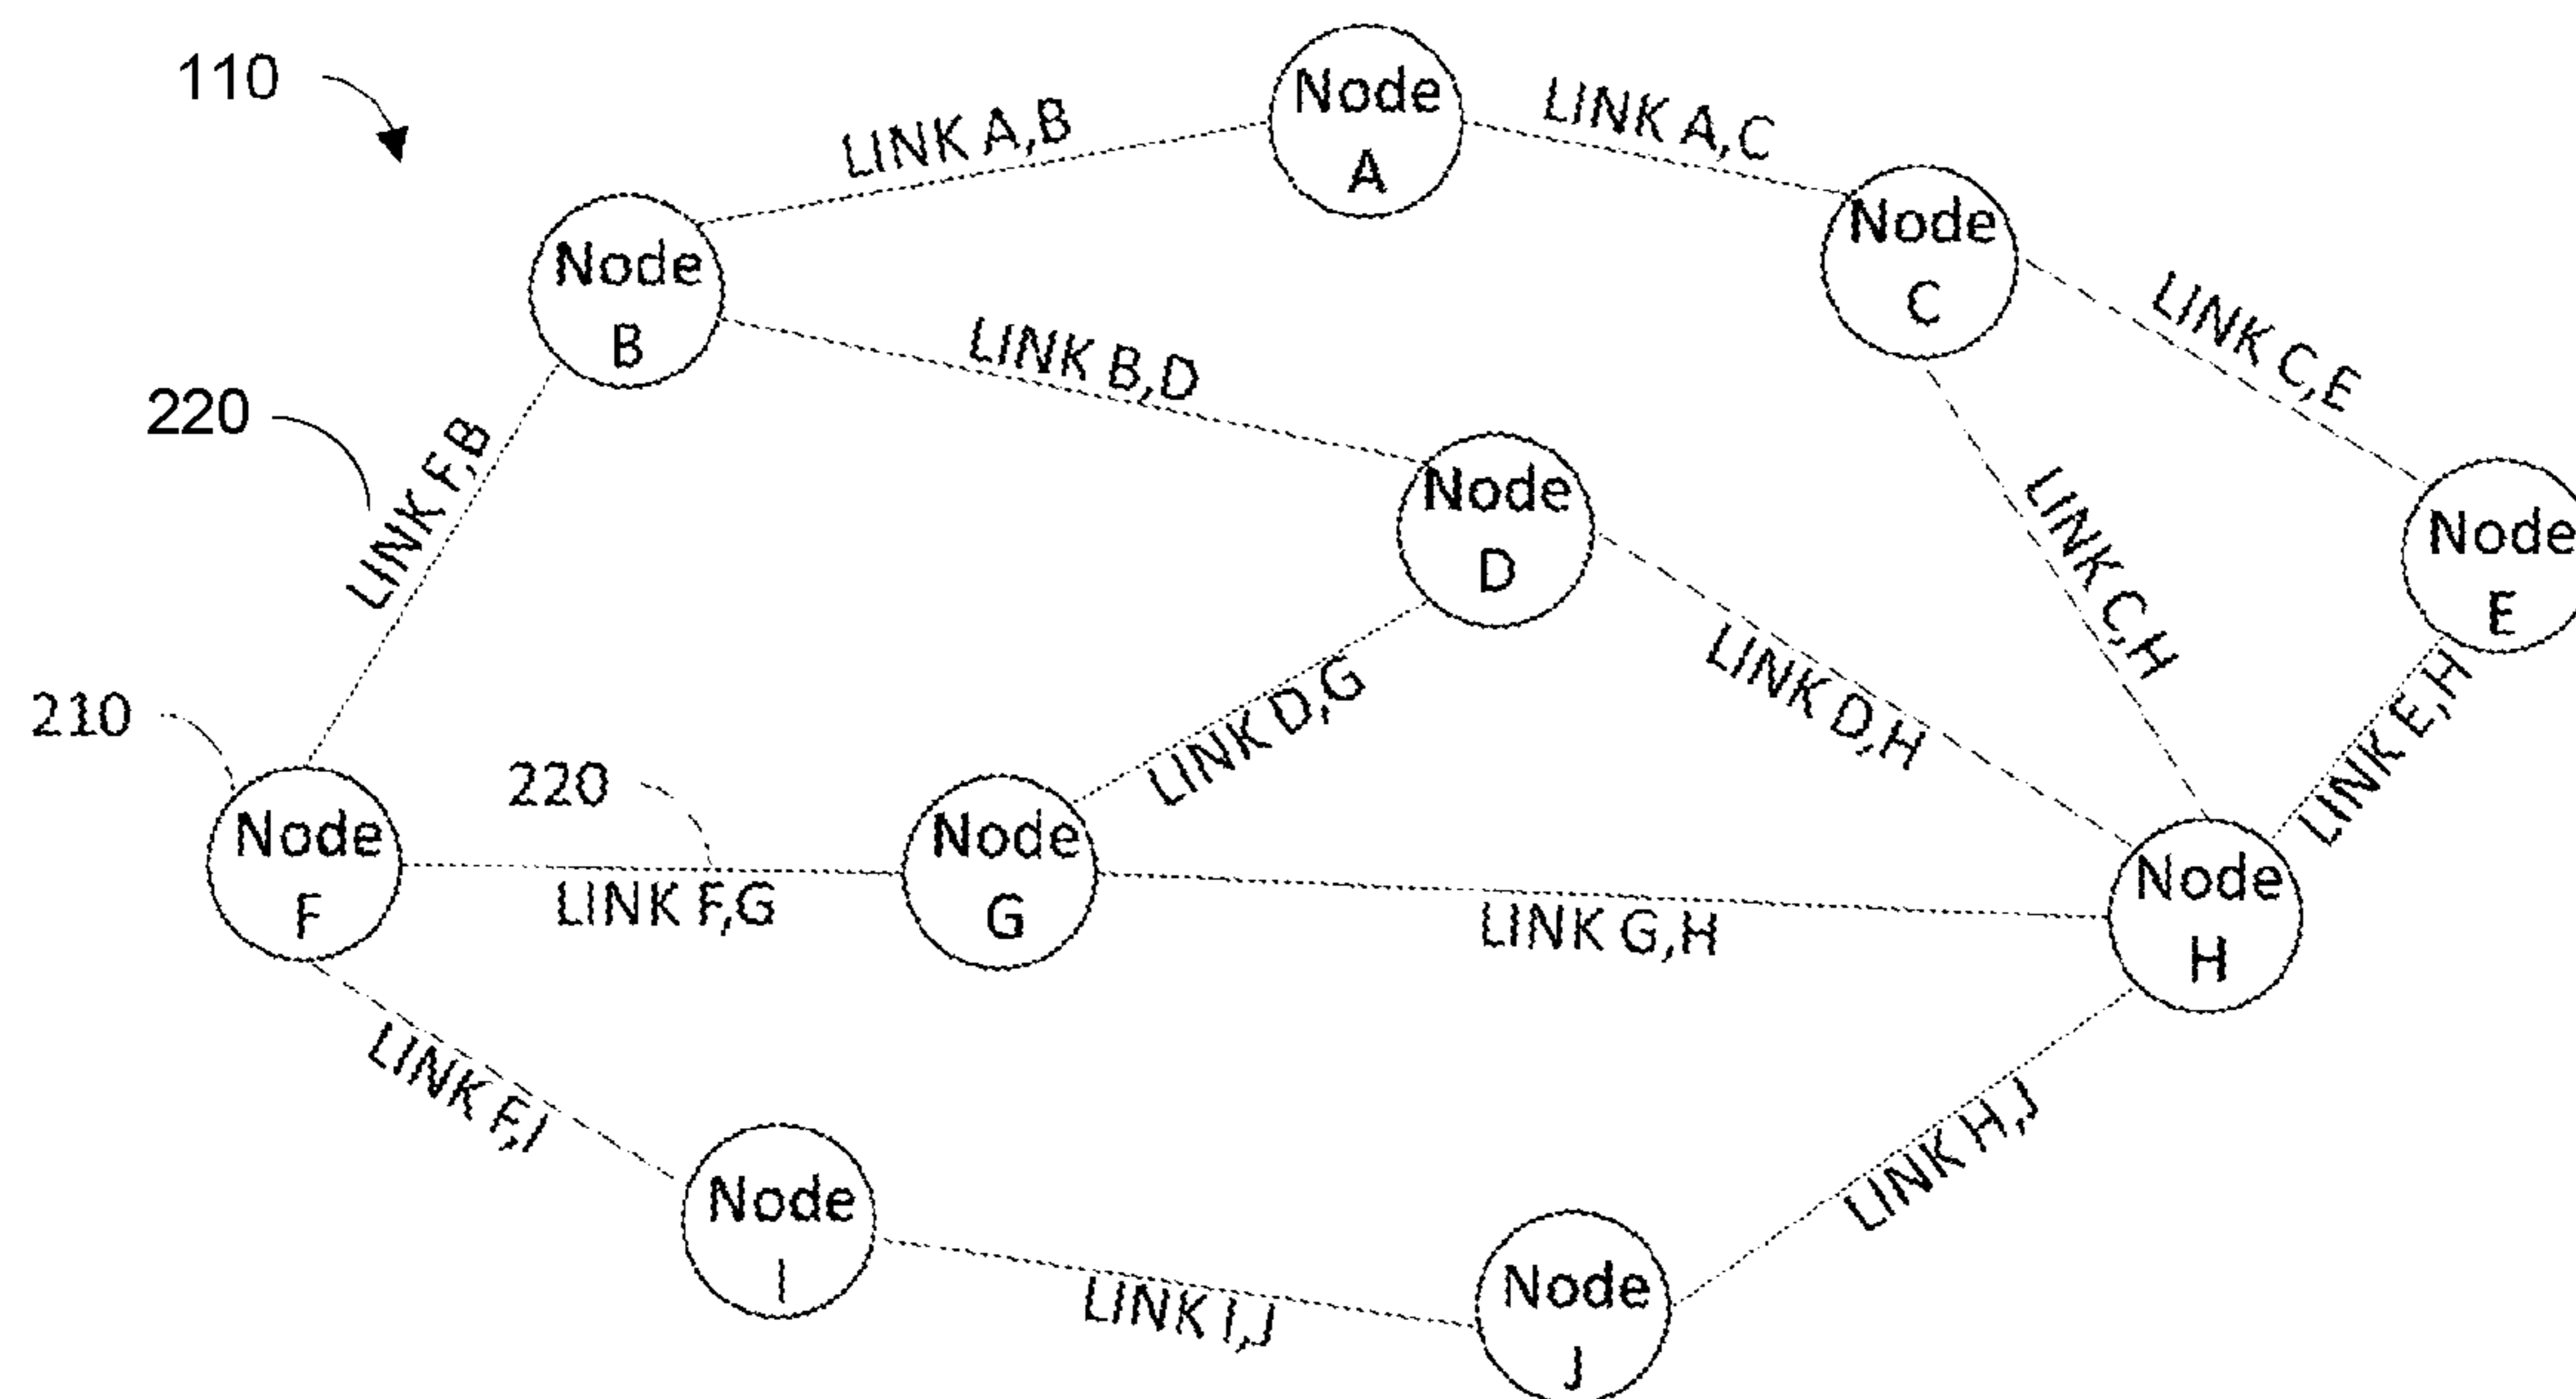 110
Node
A
LINK A,B
LINK A,C
Node
B
Node
C
LINK B,D
LINK C,E
220
LINK F,B
Node
D
LINK C,H
Node
E
LINK D,G
LINK D,H
LINK E,H
210
220
Node
F
LINK F,G
Node
G
LINK G,H
Node
H
LINK F,I
Node
I
LINK I,J
LINK H,J
Node
J